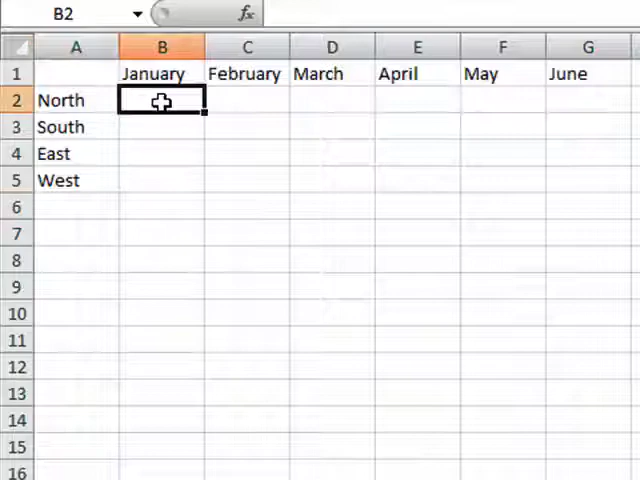 B2 fx
A B C D E F G
1 January February March April May June
2 North
3 South
4 East
5 West
6
7
8
9
10
11
12
13
14
15
16